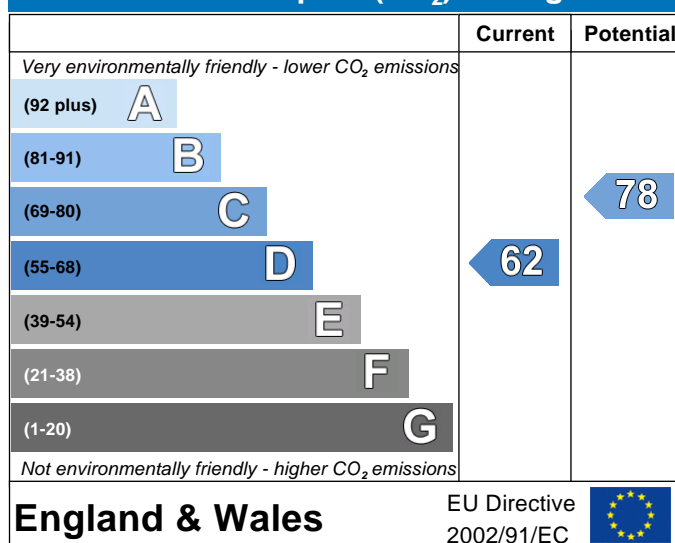 Current Potential
Very environmentally friendly - lower CO₂ emissions
(92 plus) A
(81-91) B
(69-80) C
78
(55-68) D
62
(39-54) E
(21-38) F
(1-20) G
Not environmentally friendly - higher CO₂ emissions
England & Wales
EU Directive
2002/91/EC